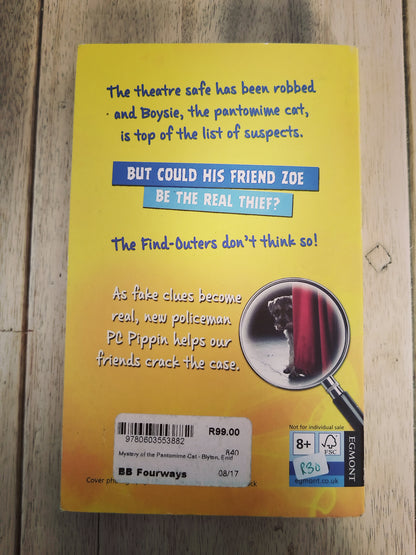 The theatre safe has been robbed
and Boysie, the pantomime cat,
is top of the list of suspects.
BUT COULD HIS FRIEND ZOE
BE THE REAL THIEF?
The Find-Outers don't think so!
As fake clues become
real, new policeman
PC Pippin helps our
friends crack the case.
Not for individual sale
8+
FSC
EGMONT
R30
egmont.co.uk
9780603553882
R99.00
840
Mystery of the Pantomime Cat - Blyton, Enid
BB Fourways
08/17
Cover